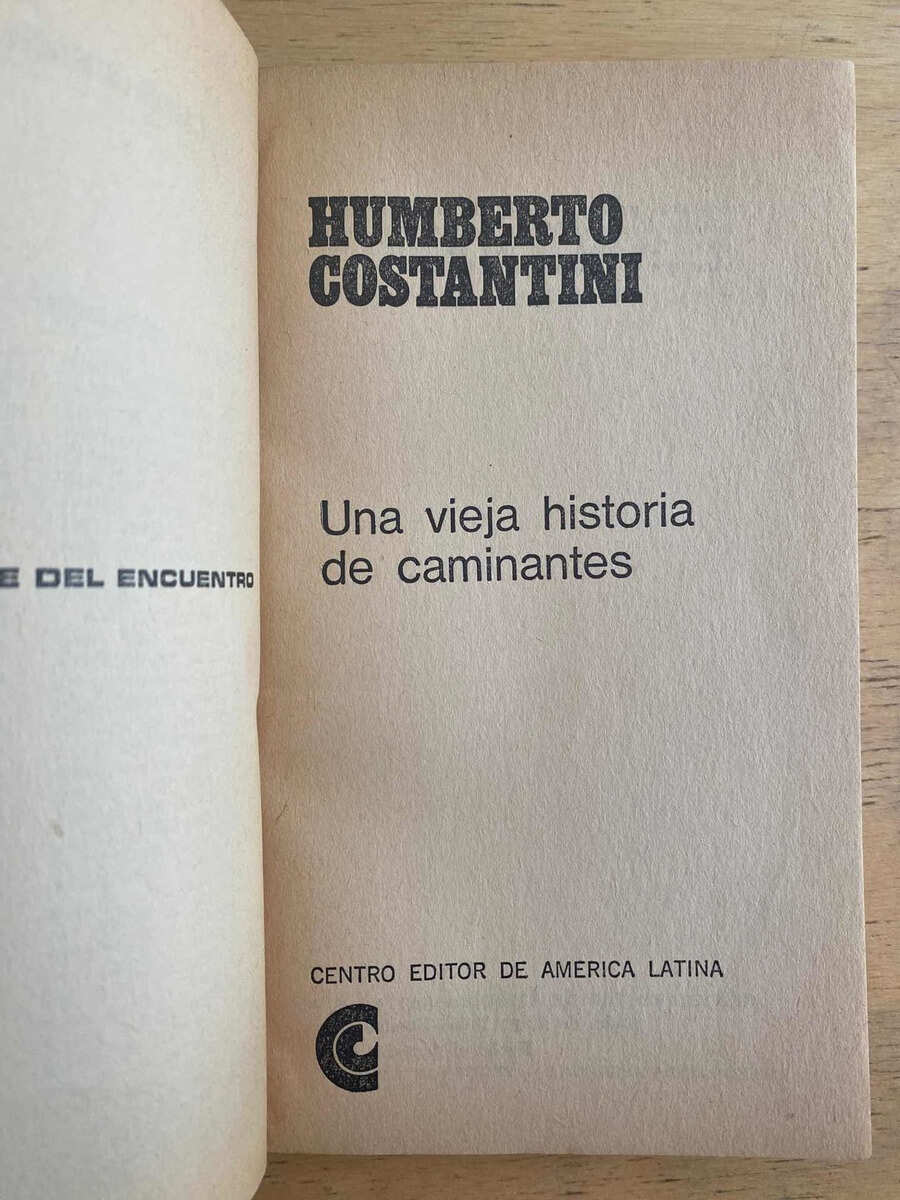 E DEL ENCUENTRO
HUMBERTO
COSTANTINI
Una vieja historia
de caminantes
CENTRO EDITOR DE AMERICA LATINA